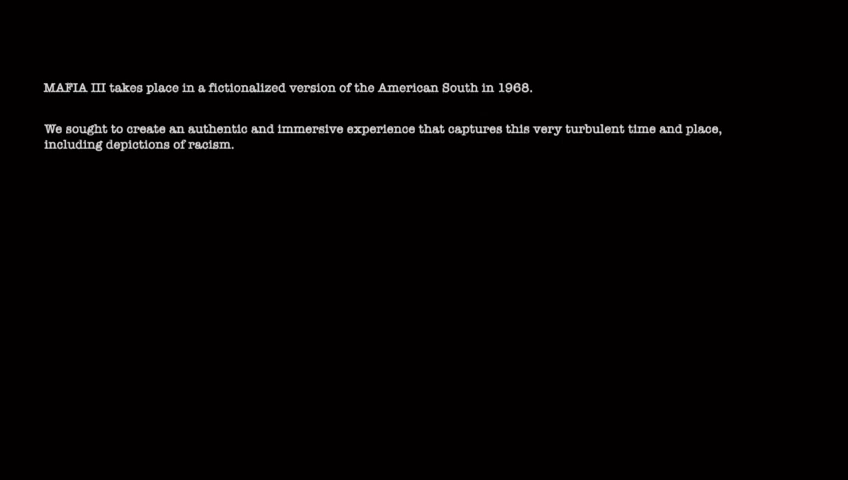 MAFIA III takes place in a fictionalized version of the American South in 1968.
We sought to create an authentic and immersive experience that captures this very turbulent time and place,
including depictions of racism.